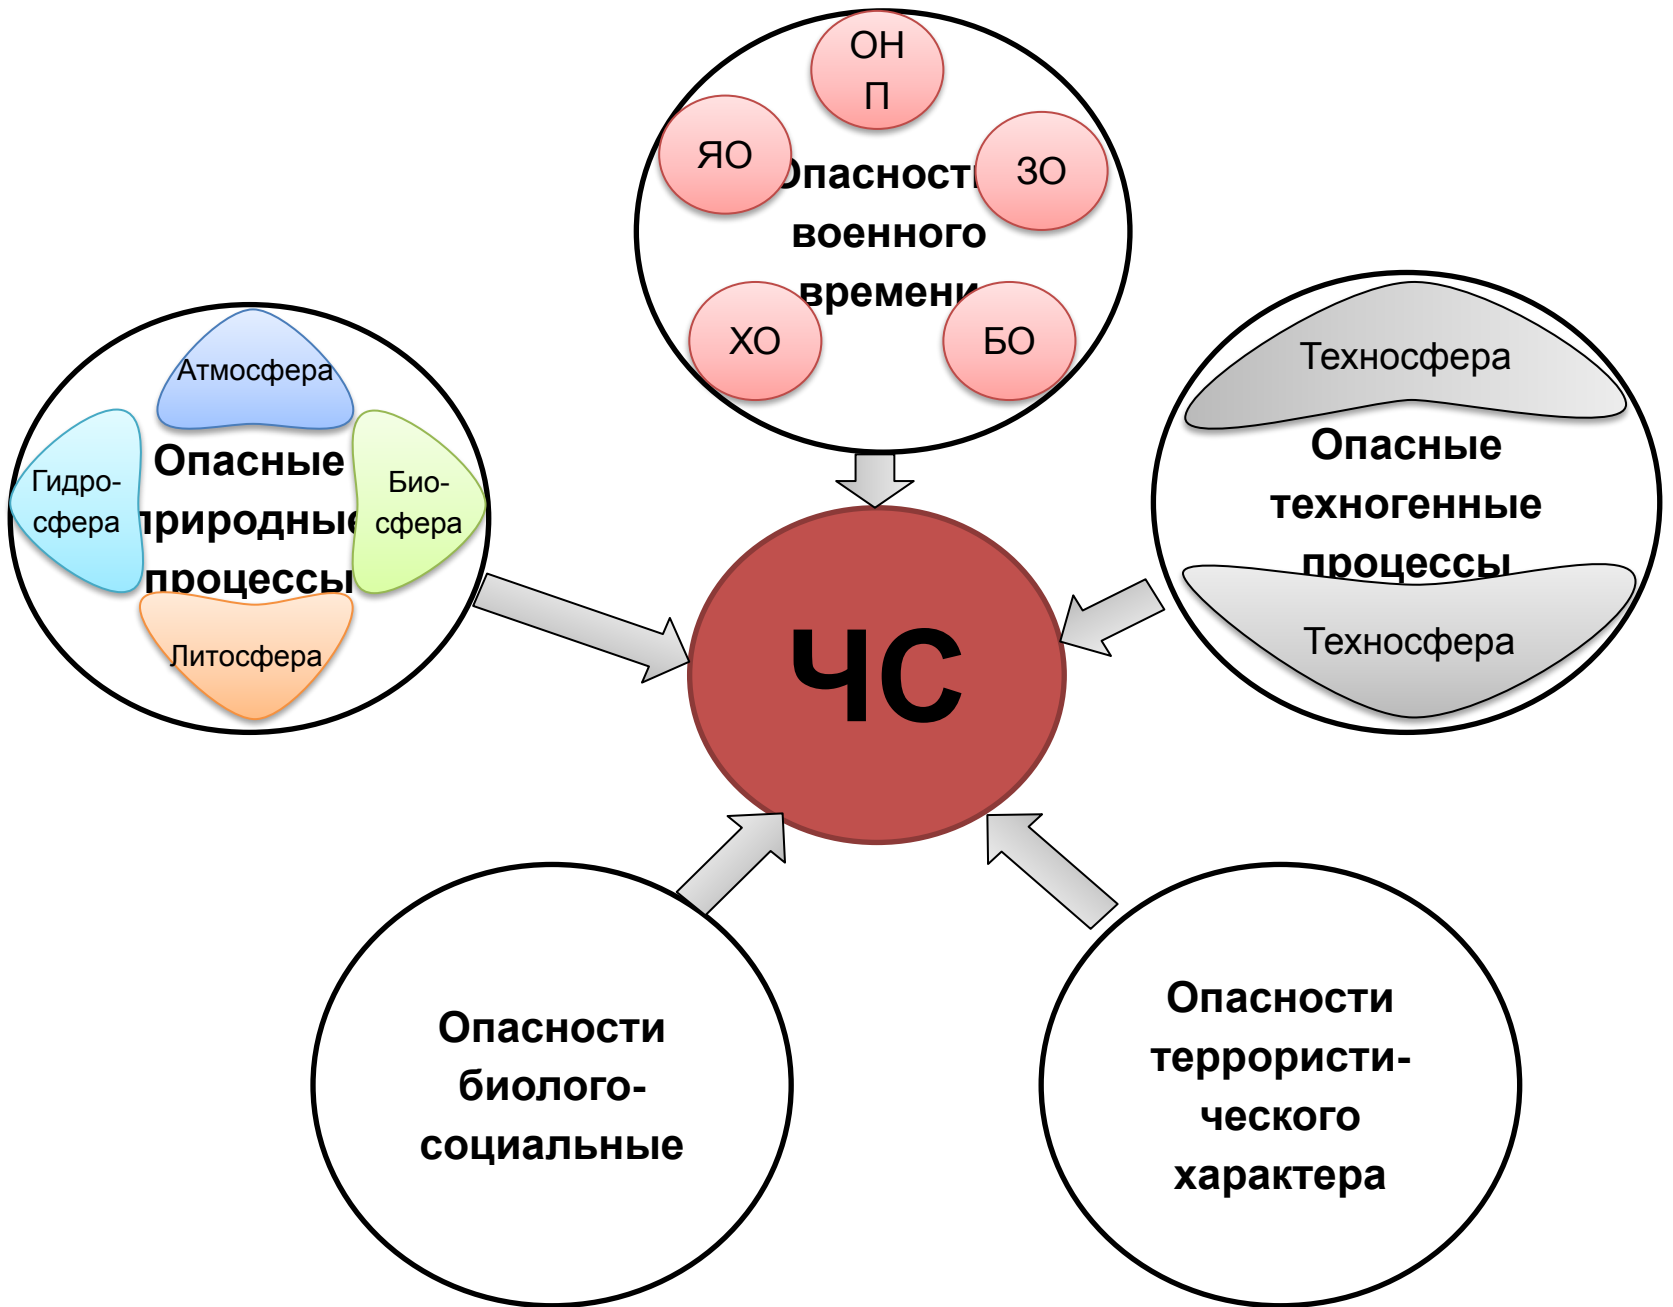 ОН
П
ЯО
ЗО
Опасности
военного
времени
ХО
БО
Атмосфера
Гидро-
сфера
Био-
сфера
Опасные
природные
процессы
Литосфера
Техносфера
Опасные
техногенные
процессы
Техносфера
ЧС
Опасности
биолого-
социальные
Опасности
террористи-
ческого
характера